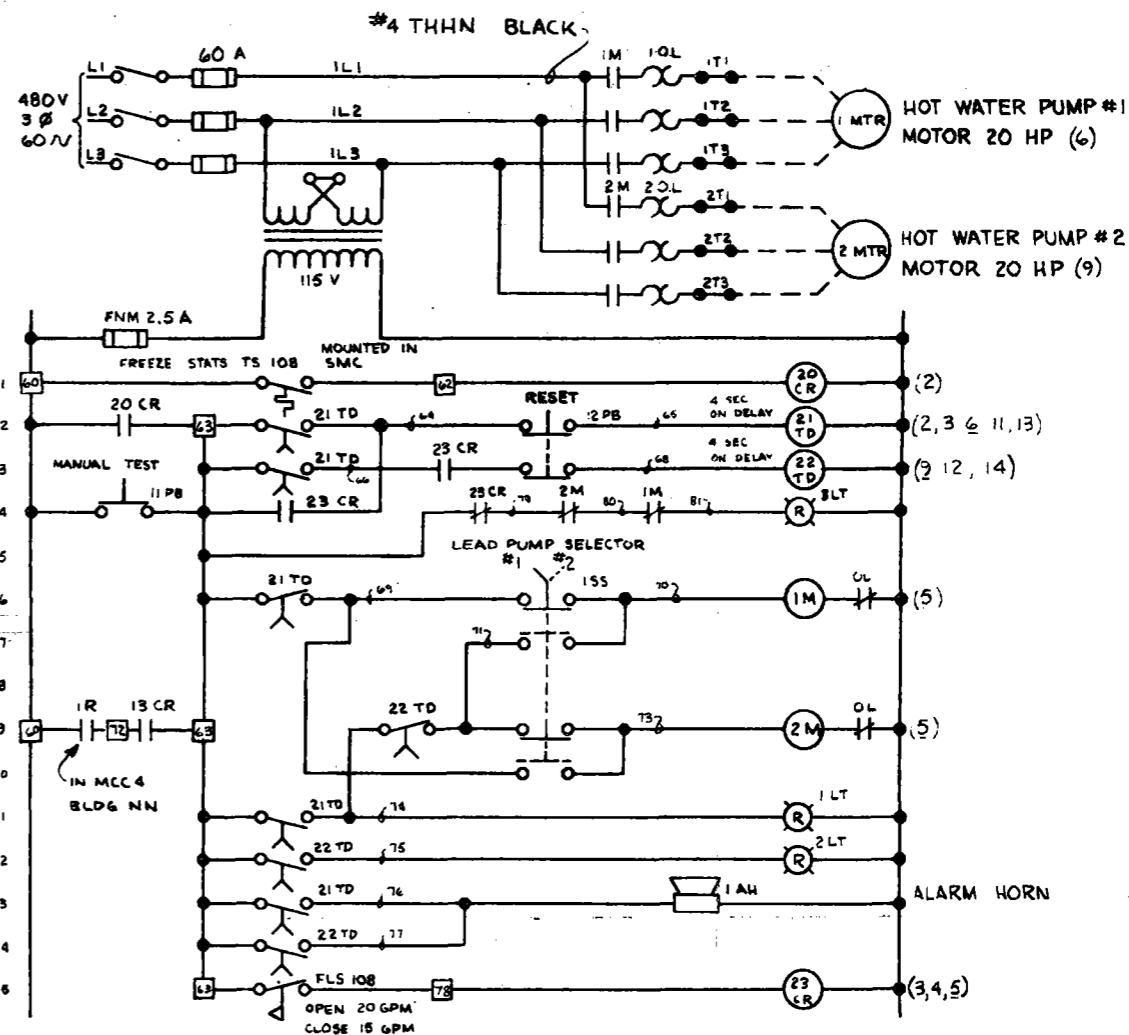 #4 THHN BLACK
60 A
1M
1 O.L
L1
1L1
1T1
480V
3 Ø
60 ∿
L2
1L2
1T2
1 MTR
HOT WATER PUMP #1
MOTOR 20 HP (6)
L3
1L3
1T3
2M
2 O.L
2T1
2T2
2 MTR
HOT WATER PUMP #2
MOTOR 20 HP (9)
2T3
115 V
FNM 2.5 A
FREEZE STATS TS 108
MOUNTED IN
SMC
1
60
62
20
CR
(2)
20 CR
RESET
4 SEC
ON DELAY
2
63
21 TD
64
12 PB
65
21
TD
(2, 3 6 11, 13)
MANUAL TEST
4 SEC
ON DELAY
3
21 TD
66
23 CR
68
22
TD
(9 12, 14)
11 PB
23 CR
4
23 CR
79
2M
80
1M
81
R
3LT
5
LEAD PUMP SELECTOR
#1 #2
6
21 TD
69
1SS
70
1M
OL
(5)
7
71
8
9
60
1R
72
13 CR
63
22 TD
73
2M
OL
(5)
IN MCC 4
BLDG NN
0
1
21TD
74
R
1 LT
2
22 TD
75
R
2 LT
3
21 TD
76
1 AH
ALARM HORN
4
22 TD
77
5
63
FLS 108
78
23
CR
(3, 4, 5)
OPEN 20 GPM
CLOSE 15 GPM